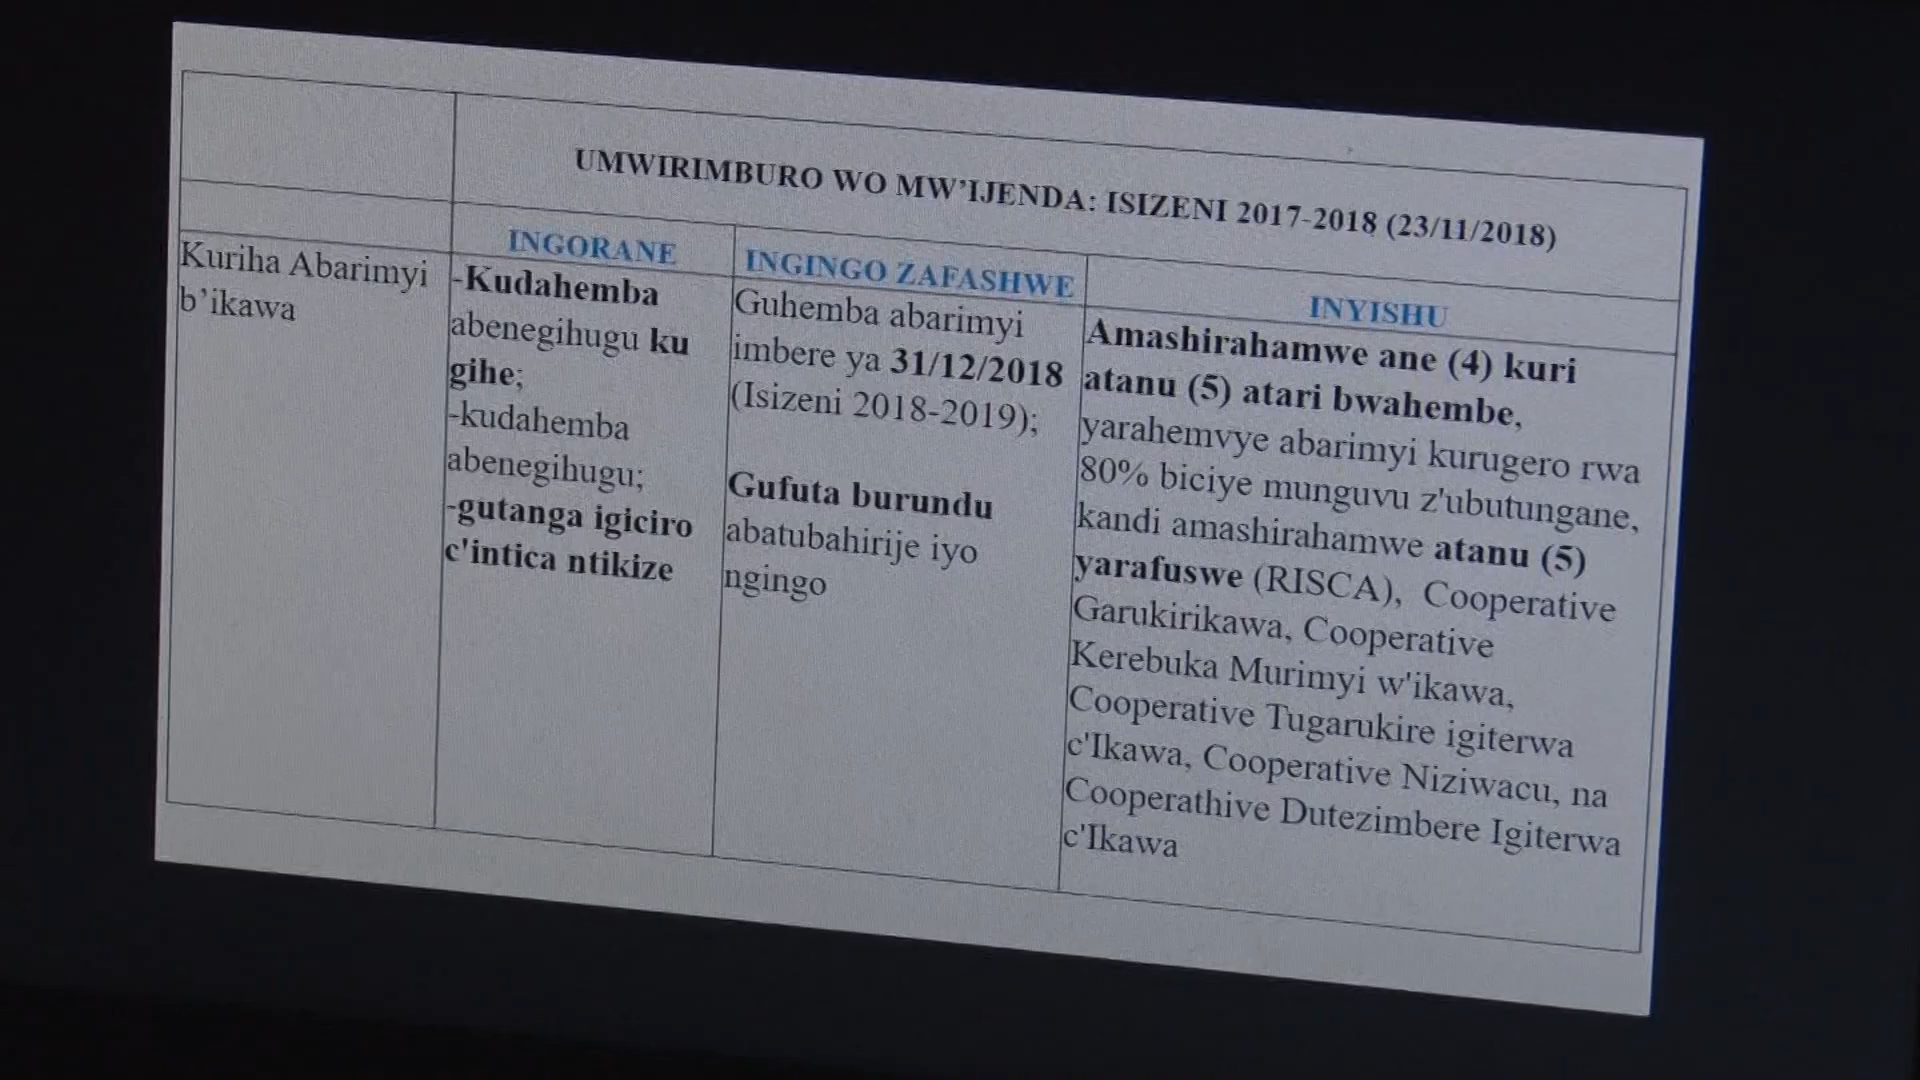 UMWIRIMBURO WO MW'IJENDA: ISIZENI 2017-2018 (23/11/2018)
INGORANE
INGINGO ZAFASHWE
INYISHU
Kuriha Abarimyi
b'ikawa
-Kudahemba
abenegihugu ku
gihe;
-kudahemba
abenegihugu;
-gutanga igiciro
c'intica ntikize
Guhemba abarimyi
imbere ya 31/12/2018
(Isizeni 2018-2019);
Gufuta burundu
abatubahirije iyo
ngingo
Amashirahamwe ane (4) kuri
atanu (5) atari bwahembe,
yarahemvye abarimyi kurugero rwa
80% biciye munguvu z'ubutungane,
kandi amashirahamwe atanu (5)
yarafuswe (RISCA), Cooperative
Garukirikawa, Cooperative
Kerebuka Murimyi w'ikawa,
Cooperative Tugarukire igiterwa
c'Ikawa, Cooperative Niziwacu, na
Cooperathive Dutezimbere Igiterwa
c'Ikawa